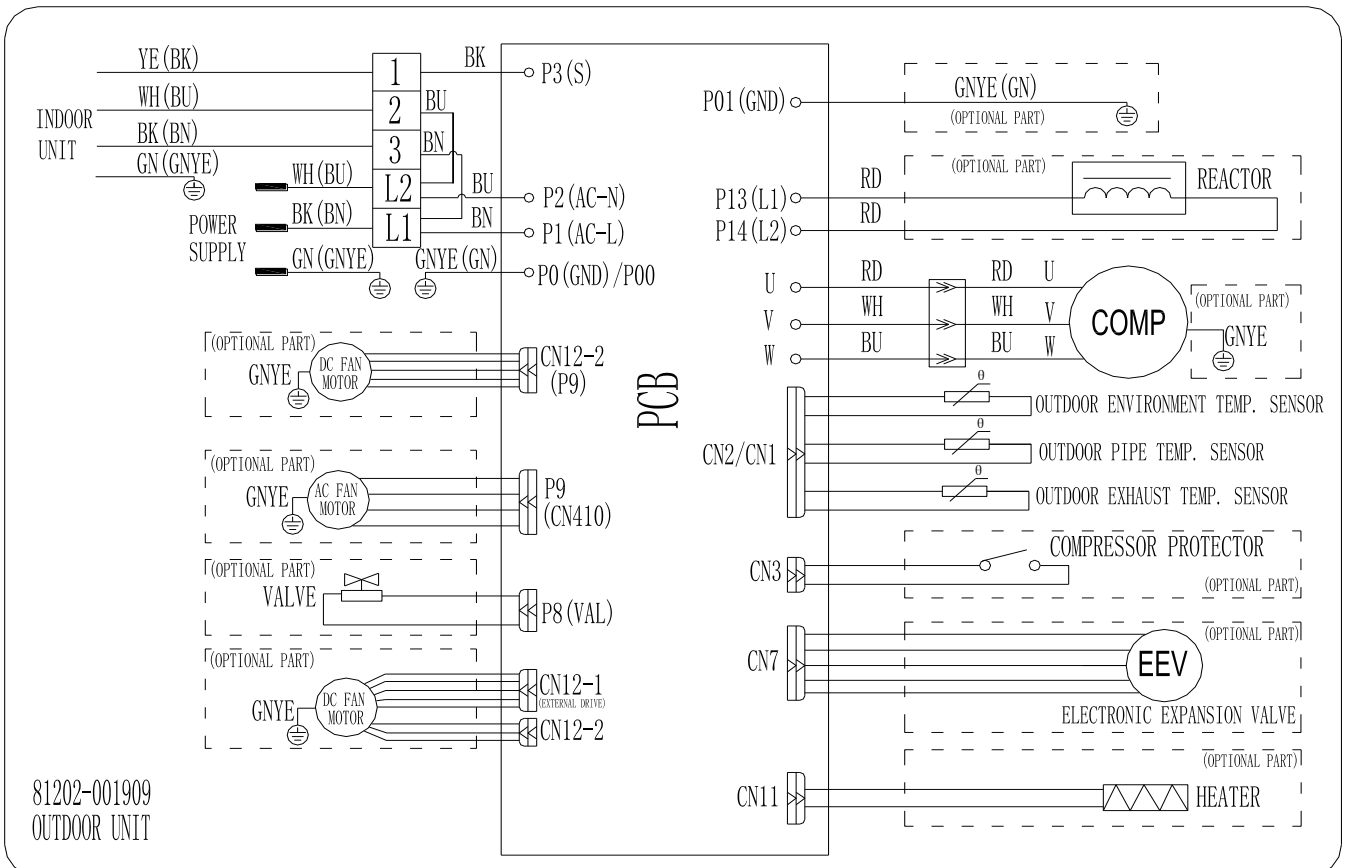 YE(BK)
WH(BU)
BK(BN)
GN(GNYE)
INDOOR
UNIT
1
2
3
L2
L1
BK
BU
BN
WH(BU)
BK(BN)
GN(GNYE)
POWER
SUPPLY
BU
BN
GNYE(GN)
P3(S)
P2(AC-N)
P1(AC-L)
P0(GND)/P00
(OPTIONAL PART)
GNYE
DC FAN
MOTOR
CN12-2
(P9)
(OPTIONAL PART)
GNYE
AC FAN
MOTOR
P9
(CN410)
(OPTIONAL PART)
VALVE
P8(VAL)
(OPTIONAL PART)
GNYE
DC FAN
MOTOR
CN12-1
(EXTERNAL DRIVE)
CN12-2
81202-001909
OUTDOOR UNIT
PCB
P01(GND)
GNYE(GN)
(OPTIONAL PART)
(OPTIONAL PART)
P13(L1)
RD
REACTOR
P14(L2)
RD
U
RD
RD
U
V
WH
WH
V
W
BU
BU
W
COMP
(OPTIONAL PART)
GNYE
CN2/CN1
θ
OUTDOOR ENVIRONMENT TEMP. SENSOR
θ
OUTDOOR PIPE TEMP. SENSOR
θ
OUTDOOR EXHAUST TEMP. SENSOR
CN3
COMPRESSOR PROTECTOR
(OPTIONAL PART)
CN7
(OPTIONAL PART)
EEV
ELECTRONIC EXPANSION VALVE
(OPTIONAL PART)
CN11
HEATER